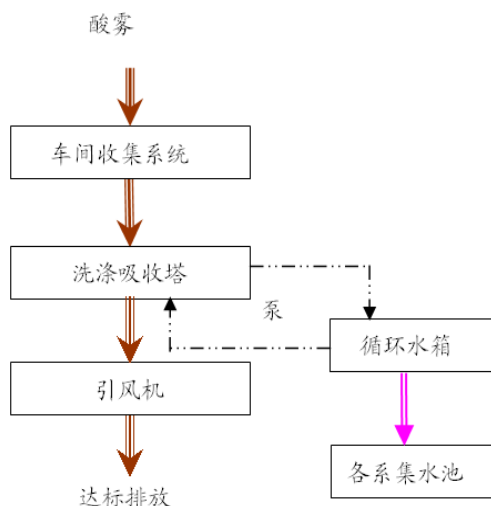 酸雾
车间收集系统
洗涤吸收塔
泵
循环水箱
引风机
各系集水池
达标排放